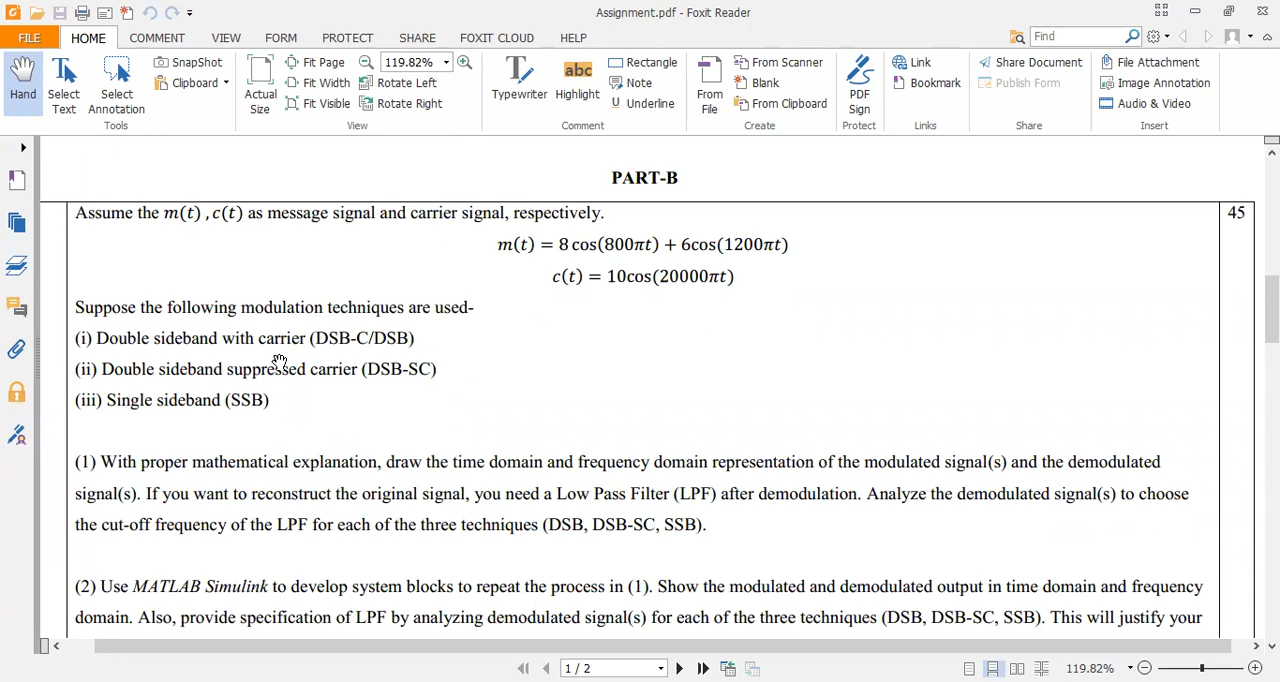 Assignment.pdf - Foxit Reader
FILE HOME COMMENT VIEW FORM PROTECT SHARE FOXIT CLOUD HELP Find
Hand
Select Text
Select Annotation
SnapShot
Clipboard
Tools
Actual Size
Fit Page
Fit Width
Fit Visible
119.82%
Rotate Left
Rotate Right
View
Typewriter
Highlight
Rectangle
Note
Underline
Comment
From File
From Scanner
Blank
From Clipboard
Create
PDF Sign
Protect
Link
Bookmark
Links
Share Document
Publish Form
Share
File Attachment
Image Annotation
Audio & Video
Insert
PART-B
Assume the m(t) , c(t) as message signal and carrier signal, respectively. 45
m(t) = 8 cos(800πt) + 6cos(1200πt)
c(t) = 10cos(20000πt)
Suppose the following modulation techniques are used-
(i) Double sideband with carrier (DSB-C/DSB)
(ii) Double sideband suppressed carrier (DSB-SC)
(iii) Single sideband (SSB)
(1) With proper mathematical explanation, draw the time domain and frequency domain representation of the modulated signal(s) and the demodulated
signal(s). If you want to reconstruct the original signal, you need a Low Pass Filter (LPF) after demodulation. Analyze the demodulated signal(s) to choose
the cut-off frequency of the LPF for each of the three techniques (DSB, DSB-SC, SSB).
(2) Use MATLAB Simulink to develop system blocks to repeat the process in (1). Show the modulated and demodulated output in time domain and frequency
domain. Also, provide specification of LPF by analyzing demodulated signal(s) for each of the three techniques (DSB, DSB-SC, SSB). This will justify your
1 / 2 119.82%